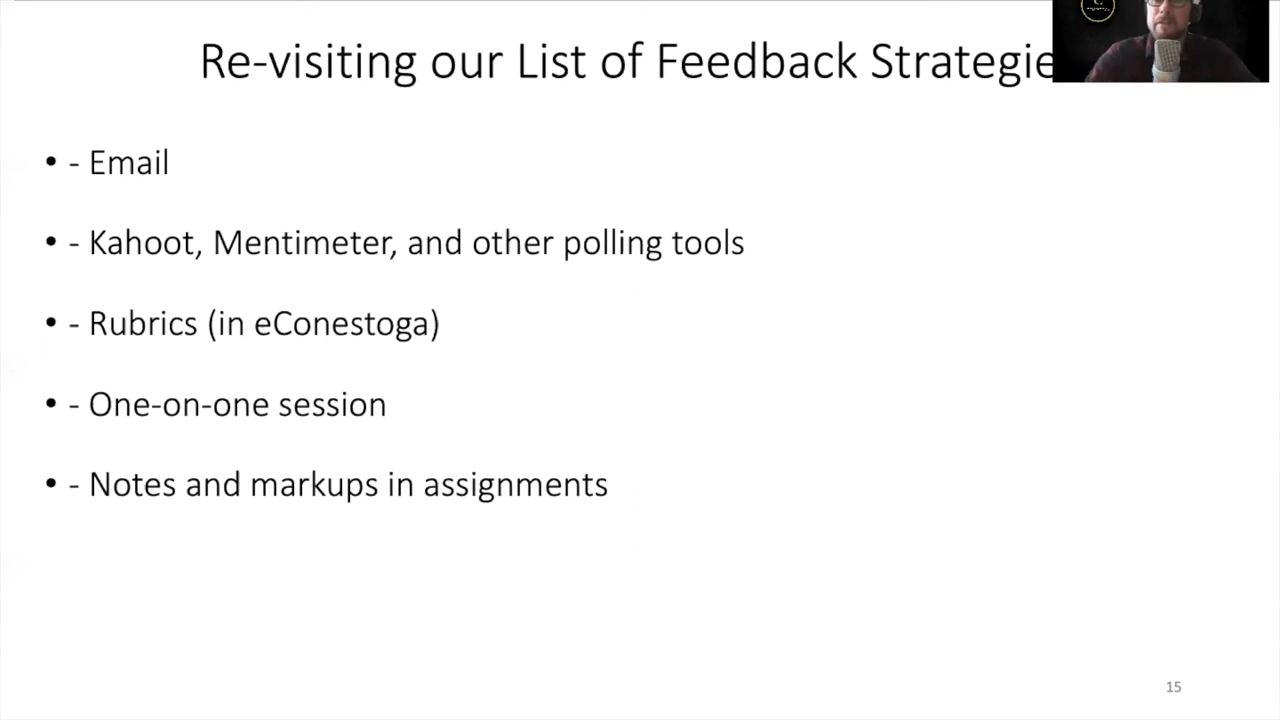 Re-visiting our List of Feedback Strategie
• - Email
• - Kahoot, Mentimeter, and other polling tools
• - Rubrics (in eConestoga)
• - One-on-one session
• - Notes and markups in assignments
15